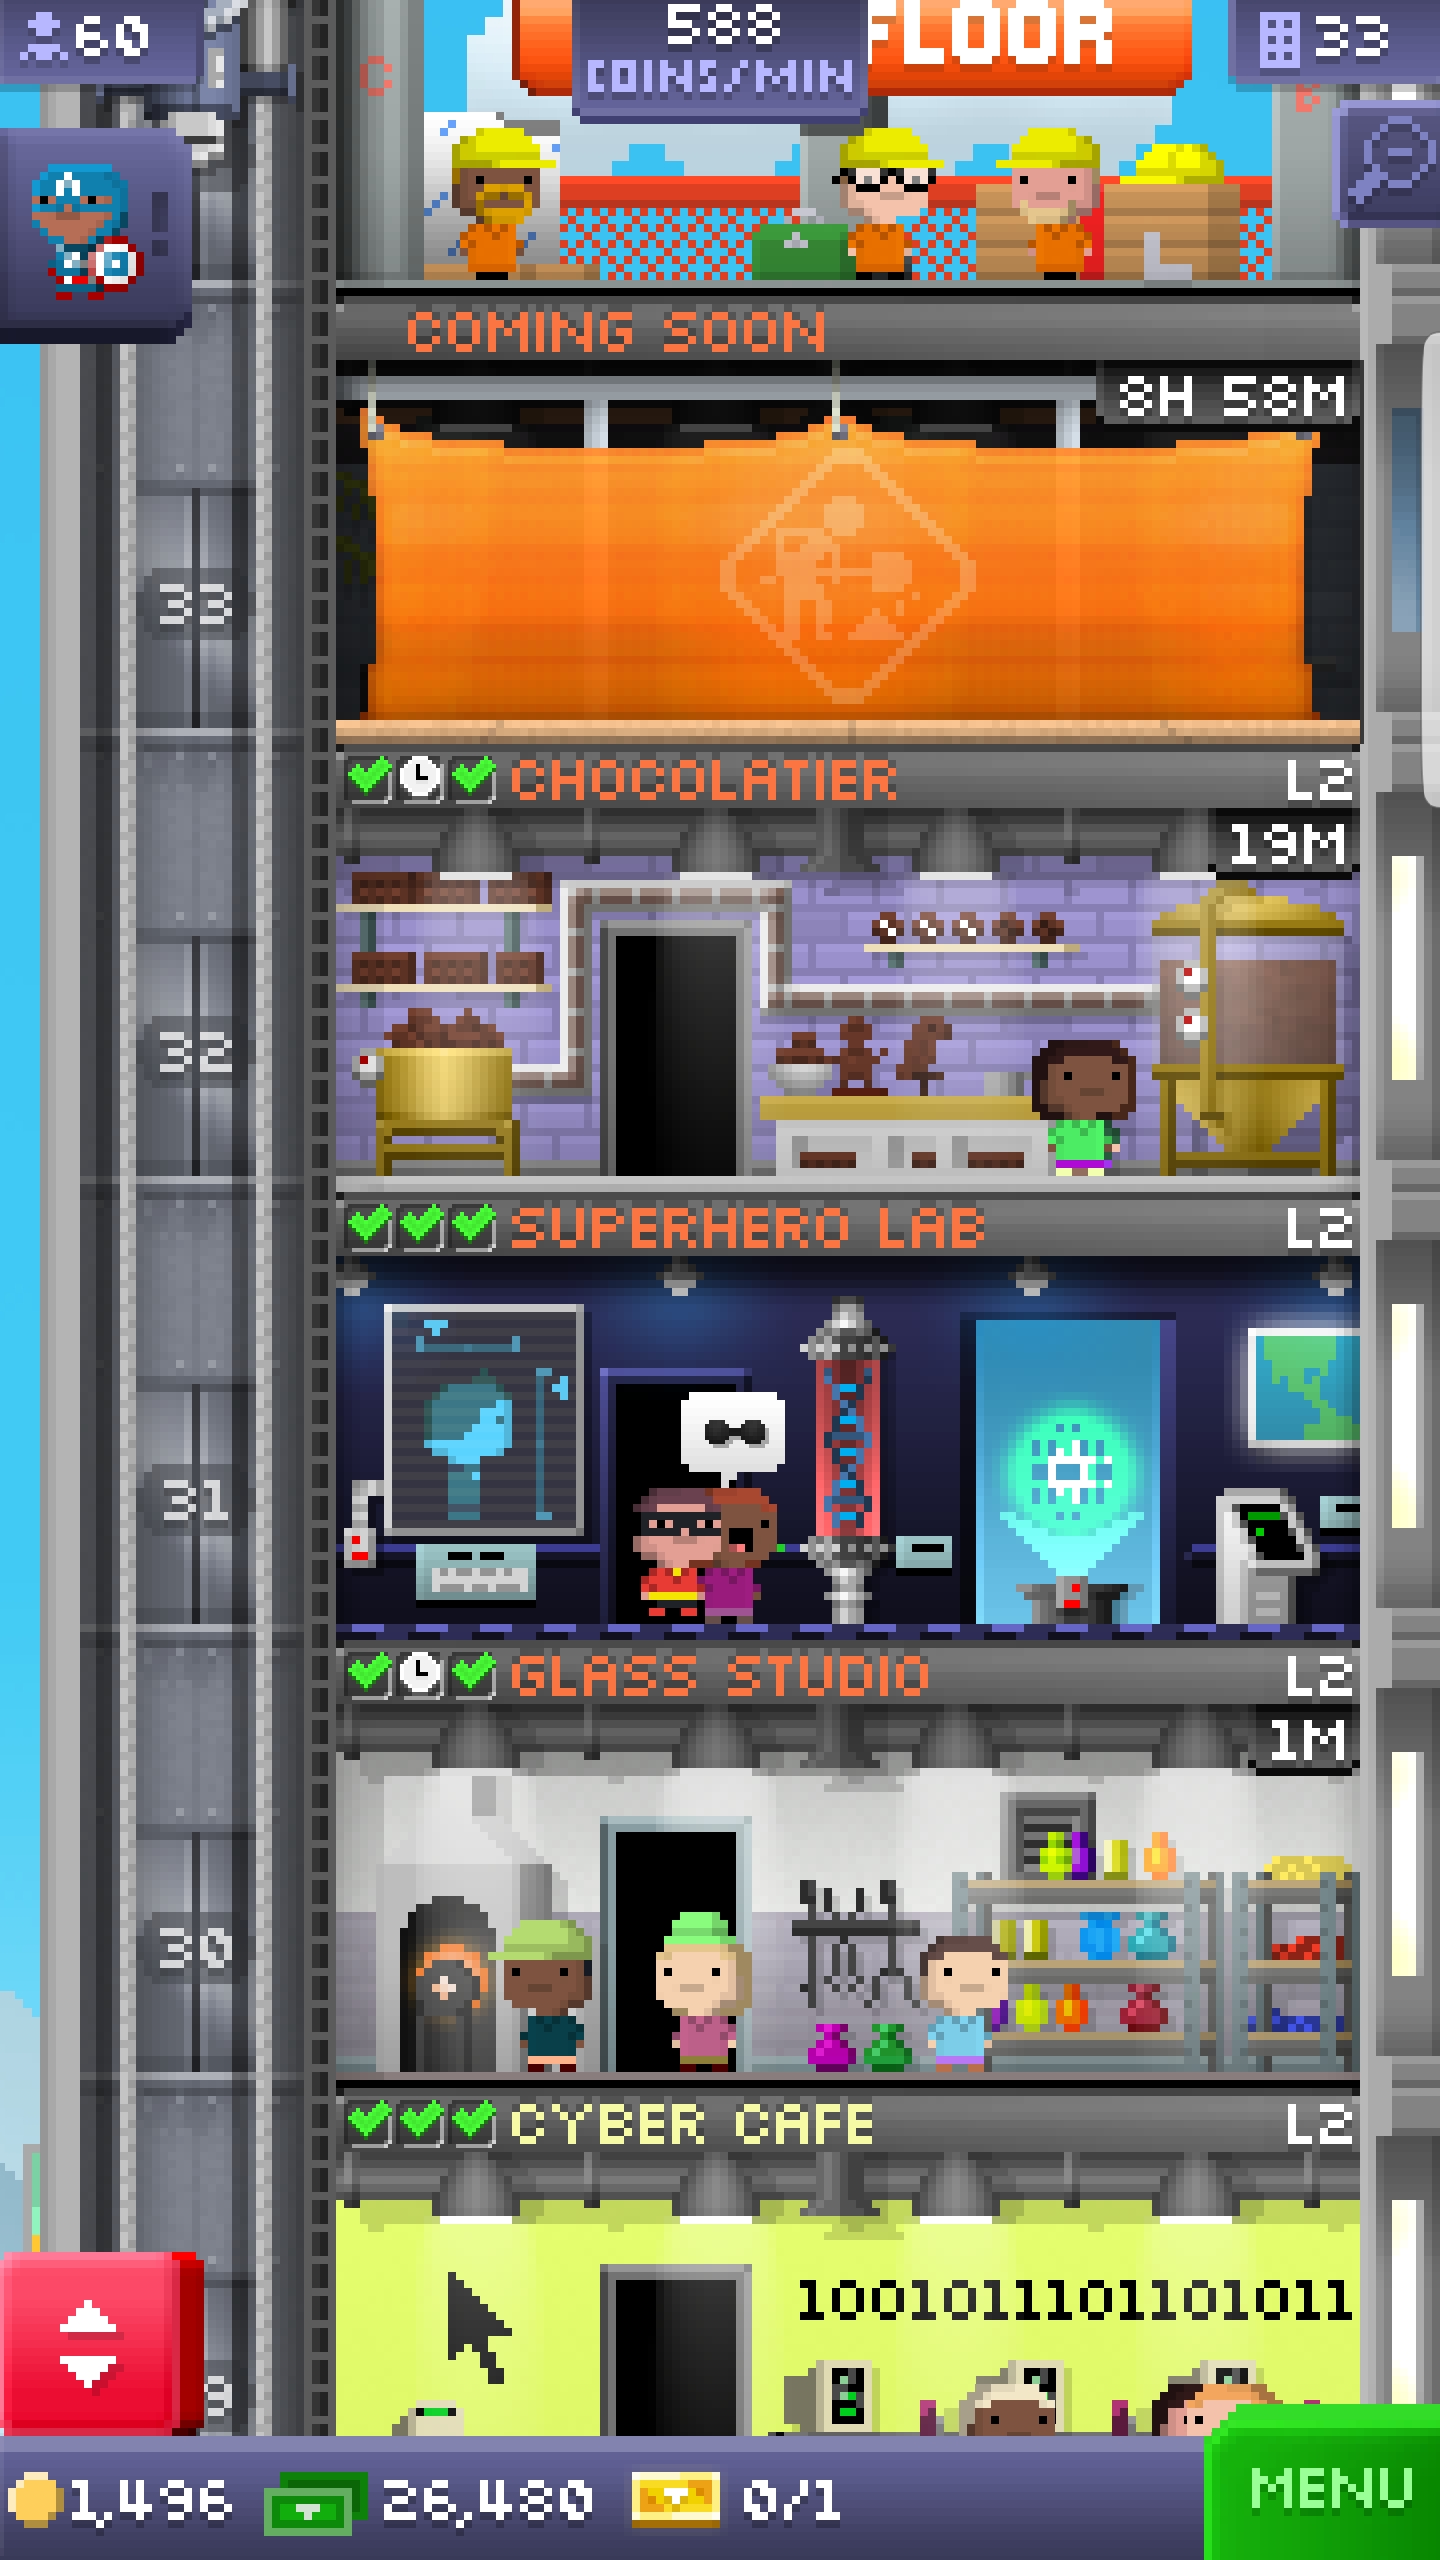 60
588
COINS/MIN
FLOOR
33
COMING SOON
8H 58M
33
CHOCOLATIER L2
19M
32
SUPERHERO LAB L2
31
GLASS STUDIO L2
1M
30
CYBER CAFE L2
1001011101101011
1,496 26,480 0/1
MENU